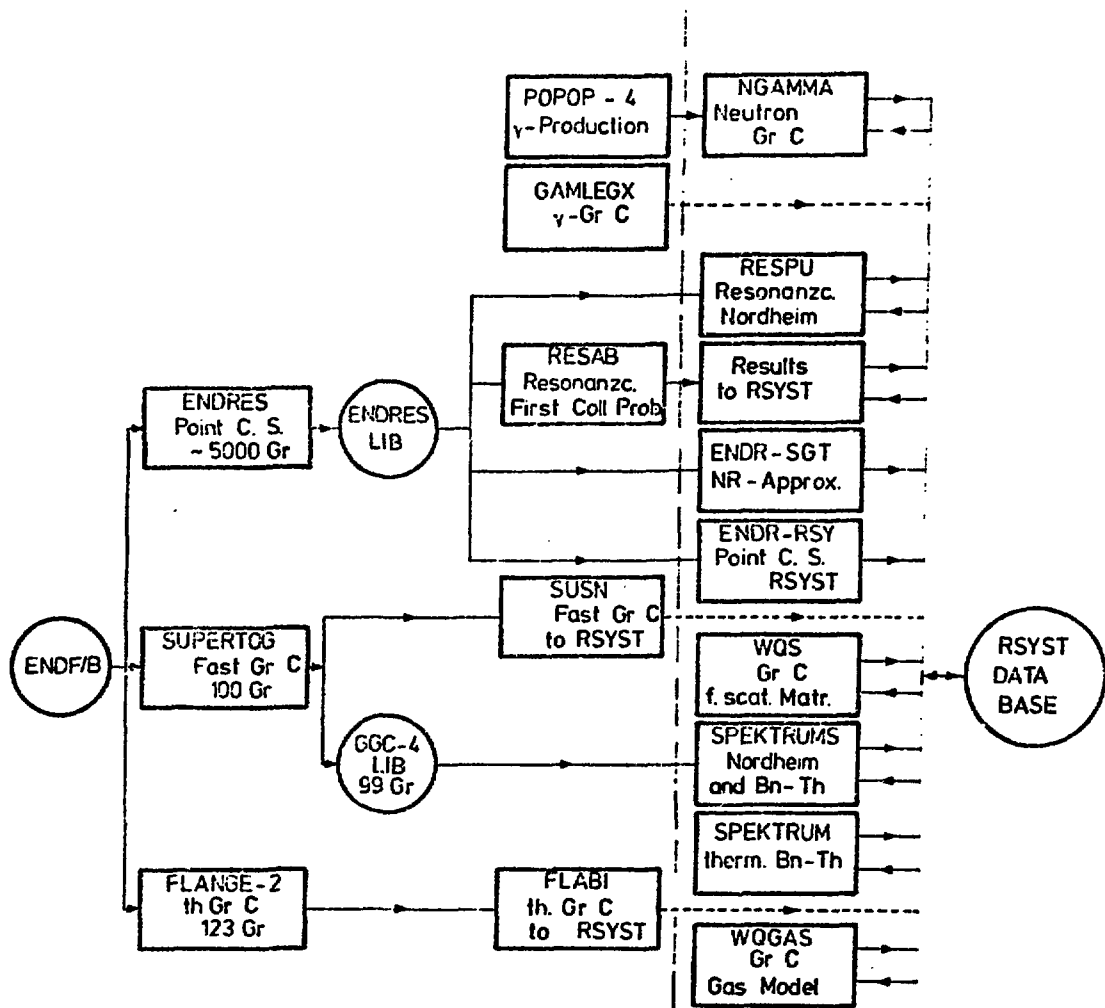 POPOP - 4
γ-Production
NGAMMA
Neutron
Gr C
GAMLEGX
γ-Gr C
RESPU
Resonanzc.
Nordheim
RESAB
Resonanzc.
First Coll Prob.
Results
to RSYST
ENDRES
Point C. S.
~ 5000 Gr
ENDRES
LIB
ENDR-SGT
NR-Approx.
ENDR-RSY
Point C. S.
RSYST
SUSN
Fast Gr C
to RSYST
ENDF/B
SUPERTOG
Fast Gr C
100 Gr
WQS
Gr C
f. scat. Matr.
RSYST
DATA
BASE
GGC-4
LIB
99 Gr
SPEKTRUMS
Nordheim
and Bn-Th
SPEKTRUM
therm. Bn-Th
FLANGE-2
th Gr C
123 Gr
FLABI
th. Gr C
to RSYST
WQGAS
Gr C
Gas Model